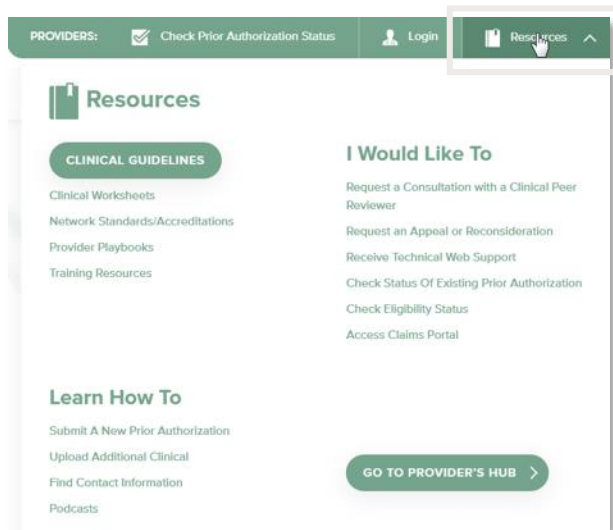 PROVIDERS:
Check Prior Authorization Status
Login
Resources
Resources
CLINICAL GUIDELINES
Clinical Worksheets
Network Standards/Accreditations
Provider Playbooks
Training Resources
I Would Like To
Request a Consultation with a Clinical Peer
Reviewer
Request an Appeal or Reconsideration
Receive Technical Web Support
Check Status Of Existing Prior Authorization
Check Eligibility Status
Access Claims Portal
Learn How To
Submit A New Prior Authorization
Upload Additional Clinical
Find Contact Information
Podcasts
GO TO PROVIDER'S HUB